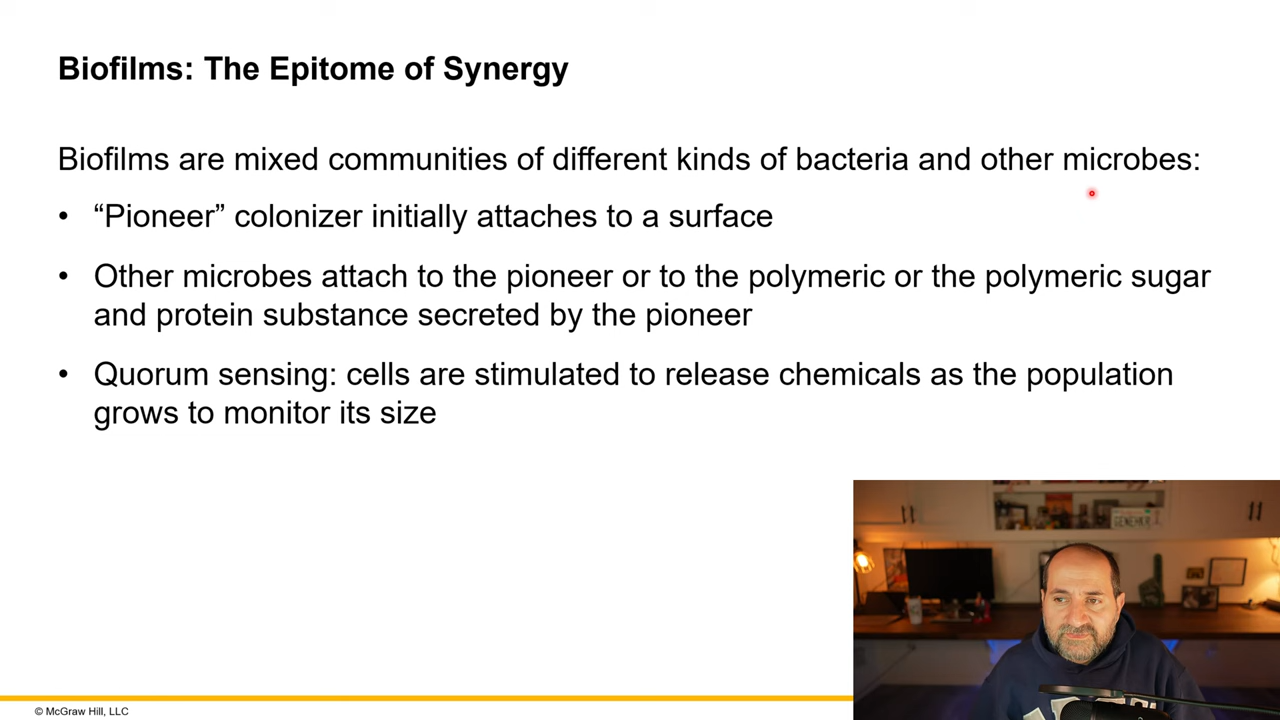 Biofilms: The Epitome of Synergy
Biofilms are mixed communities of different kinds of bacteria and other microbes:
• “Pioneer” colonizer initially attaches to a surface
• Other microbes attach to the pioneer or to the polymeric or the polymeric sugar
and protein substance secreted by the pioneer
• Quorum sensing: cells are stimulated to release chemicals as the population
grows to monitor its size
© McGraw Hill, LLC